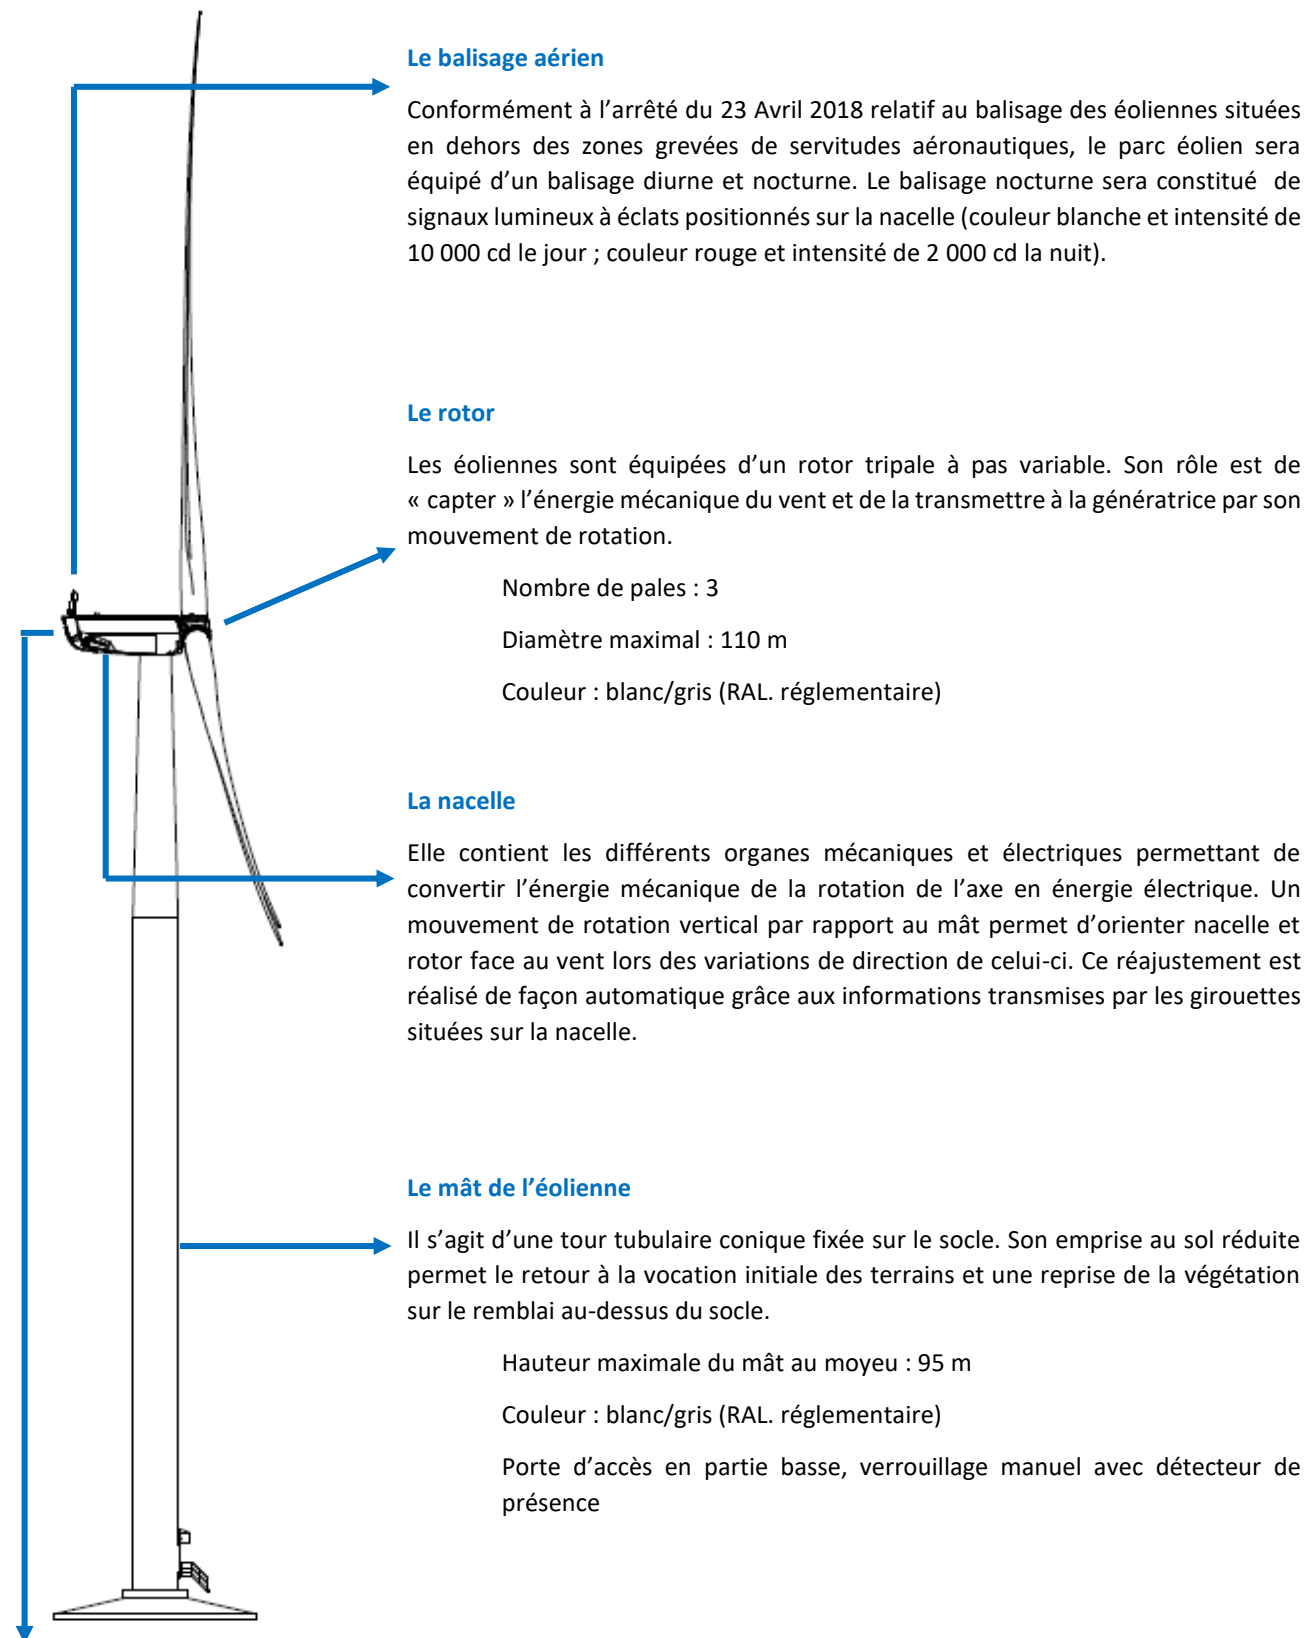 Le balisage aérien
Conformément à l’arrêté du 23 Avril 2018 relatif au balisage des éoliennes situées
en dehors des zones grevées de servitudes aéronautiques, le parc éolien sera
équipé d’un balisage diurne et nocturne. Le balisage nocturne sera constitué de
signaux lumineux à éclats positionnés sur la nacelle (couleur blanche et intensité de
10 000 cd le jour ; couleur rouge et intensité de 2 000 cd la nuit).
Le rotor
Les éoliennes sont équipées d’un rotor tripale à pas variable. Son rôle est de
« capter » l’énergie mécanique du vent et de la transmettre à la génératrice par son
mouvement de rotation.
Nombre de pales : 3
Diamètre maximal : 110 m
Couleur : blanc/gris (RAL. réglementaire)
La nacelle
Elle contient les différents organes mécaniques et électriques permettant de
convertir l’énergie mécanique de la rotation de l’axe en énergie électrique. Un
mouvement de rotation vertical par rapport au mât permet d’orienter nacelle et
rotor face au vent lors des variations de direction de celui-ci. Ce réajustement est
réalisé de façon automatique grâce aux informations transmises par les girouettes
situées sur la nacelle.
Le mât de l’éolienne
Il s’agit d’une tour tubulaire conique fixée sur le socle. Son emprise au sol réduite
permet le retour à la vocation initiale des terrains et une reprise de la végétation
sur le remblai au-dessus du socle.
Hauteur maximale du mât au moyeu : 95 m
Couleur : blanc/gris (RAL. réglementaire)
Porte d’accès en partie basse, verrouillage manuel avec détecteur de
présence